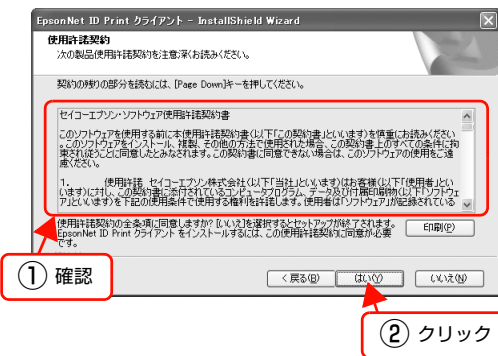 EpsonNet ID Print クライアント - InstallShield Wizard
使用許諾契約
次の製品使用許諾契約を注意深くお読みください。
契約の残りの部分を読むには、[Page Down]キーを押してください。
セイコーエプソン・ソフトウェア使用許諾契約書
このソフトウェアを使用する前に本使用許諾契約書(以下「この契約書」といいます)を慎重にお読みください
。このソフトウェアをインストール、複製、その他の方法で使用された場合、この契約書上のすべての条件に拘
束され従うことに同意したとみなされます。この契約書に同意できない場合は、このソフトウェアの使用をご遠
慮ください。
1. 使用許諾 セイコーエプソン株式会社(以下「当社」といいます)はお客様(以下「使用者」とい
います)に対し、この契約書に添付されているコンピュータプログラム、データ及び付属印刷物(以下「ソフトウェ
ア」といいます)を下記の使用条件で使用する権利を許諾します。使用者は「ソフトウェア」が記録されている
使用許諾契約の全条項に同意しますか? [いいえ]を選択するとセットアップが終了されます。
EpsonNet ID Print クライアント をインストールするには、この使用許諾契約に同意が必要
です。
印刷(P)
① 確認
< 戻る(B)
はい(Y)
いいえ(N)
② クリック